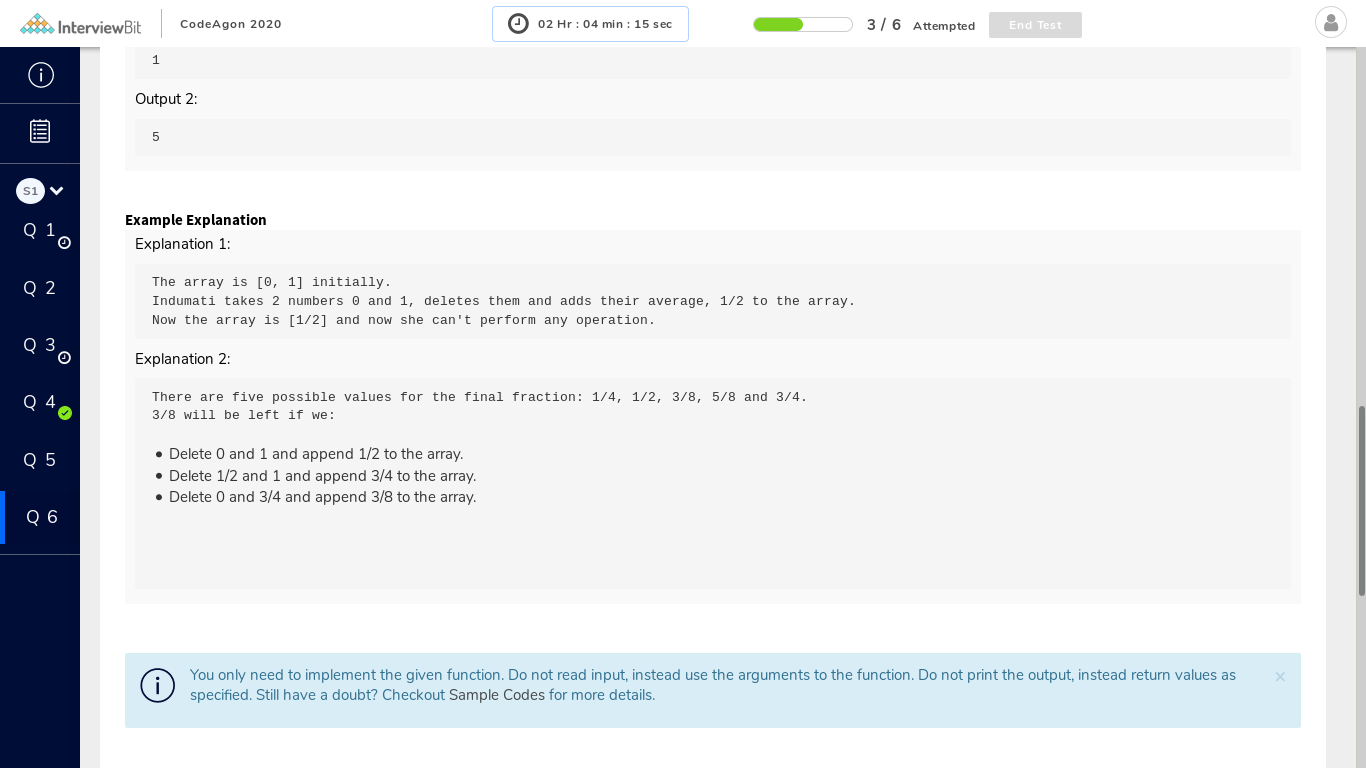 InterviewBit
CodeAgon 2020
02 Hr : 04 min : 15 sec
3 / 6 Attempted
End Test
S1
Q 1
Q 2
Q 3
Q 4
Q 5
Q 6
1
Output 2:
5
Example Explanation
Explanation 1:
The array is [0, 1] initially.
Indumati takes 2 numbers 0 and 1, deletes them and adds their average, 1/2 to the array.
Now the array is [1/2] and now she can't perform any operation.
Explanation 2:
There are five possible values for the final fraction: 1/4, 1/2, 3/8, 5/8 and 3/4.
3/8 will be left if we:
• Delete 0 and 1 and append 1/2 to the array.
• Delete 1/2 and 1 and append 3/4 to the array.
• Delete 0 and 3/4 and append 3/8 to the array.
You only need to implement the given function. Do not read input, instead use the arguments to the function. Do not print the output, instead return values as
specified. Still have a doubt? Checkout Sample Codes for more details.
×